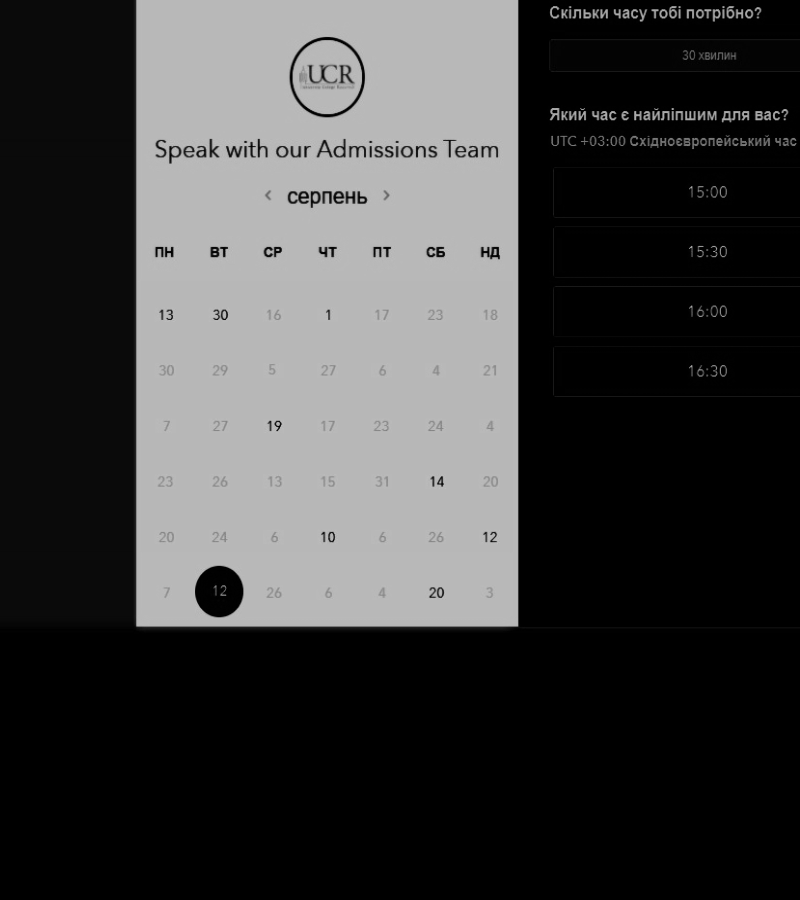 UCR
Speak with our Admissions Team
серпень
ПН ВТ СР ЧТ ПТ СБ НД
13 30 16 1 17 23 18
30 29 5 27 6 4 21
7 27 19 17 23 24 4
23 26 13 15 31 14 20
20 24 6 10 6 26 12
7 12 26 6 4 20 3
Скільки часу тобі потрібно?
30 хвилин
Який час є найліпшим для вас?
UTC +03:00 Східноєвропейський час
15:00
15:30
16:00
16:30